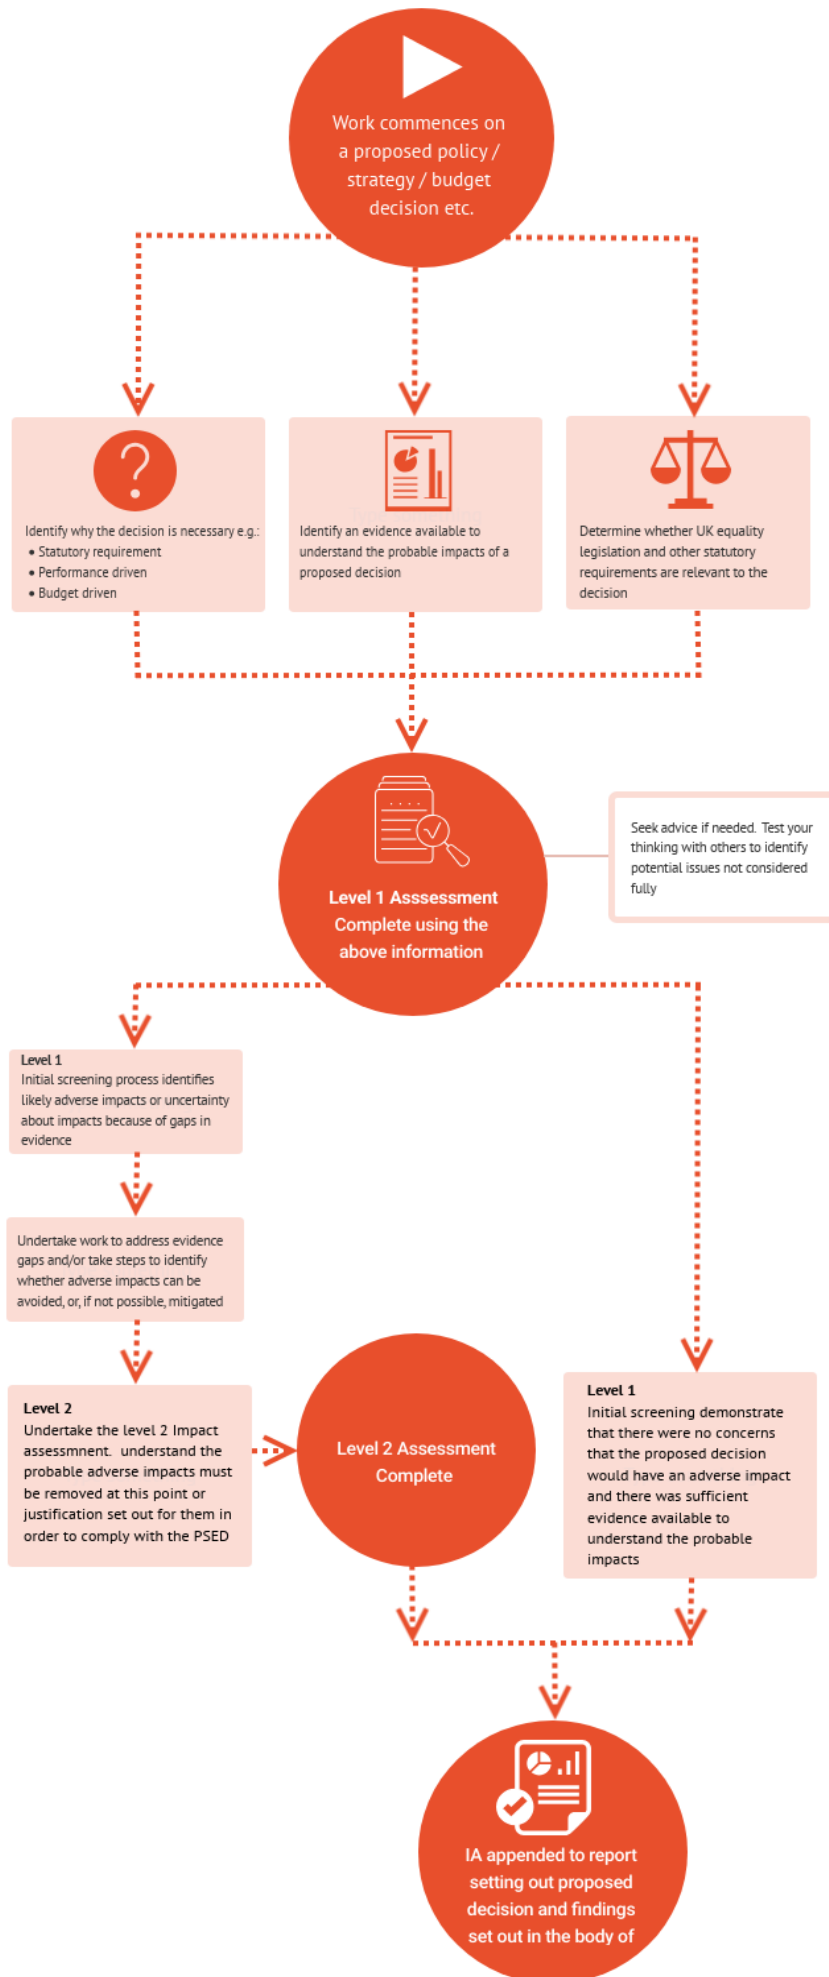 Work commences on
a proposed policy /
strategy / budget
decision etc.
Identify why the decision is necessary e.g.:
• Statutory requirement
• Performance driven
• Budget driven
Identify an evidence available to
understand the probable impacts of a
proposed decision
Determine whether UK equality
legislation and other statutory
requirements are relevant to the
decision
Level 1 Asssessment
Complete using the
above information
Seek advice if needed. Test your
thinking with others to identify
potential issues not considered
fully
Level 1
Initial screening process identifies
likely adverse impacts or uncertainty
about impacts because of gaps in
evidence
Undertake work to address evidence
gaps and/or take steps to identify
whether adverse impacts can be
avoided, or, if not possible, mitigated
Level 2
Undertake the level 2 Impact
assessmnent. understand the
probable adverse impacts must
be removed at this point or
justification set out for them in
order to comply with the PSED
Level 2 Assessment
Complete
Level 1
Initial screening demonstrate
that there were no concerns
that the proposed decision
would have an adverse impact
and there was sufficient
evidence available to
understand the probable
impacts
IA appended to report
setting out proposed
decision and findings
set out in the body of